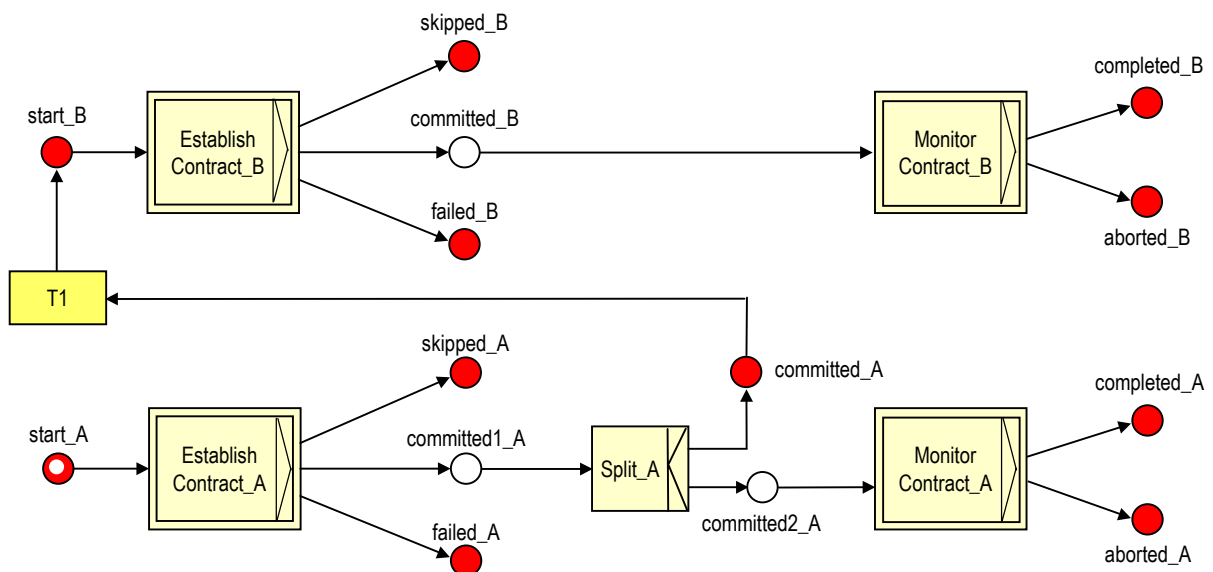 skipped_B
completed_B
start_B
committed_B
Establish
Contract_B
Monitor
Contract_B
failed_B
aborted_B
T1
skipped_A
committed_A
completed_A
start_A
committed1_A
Establish
Contract_A
Split_A
Monitor
Contract_A
committed2_A
failed_A
aborted_A